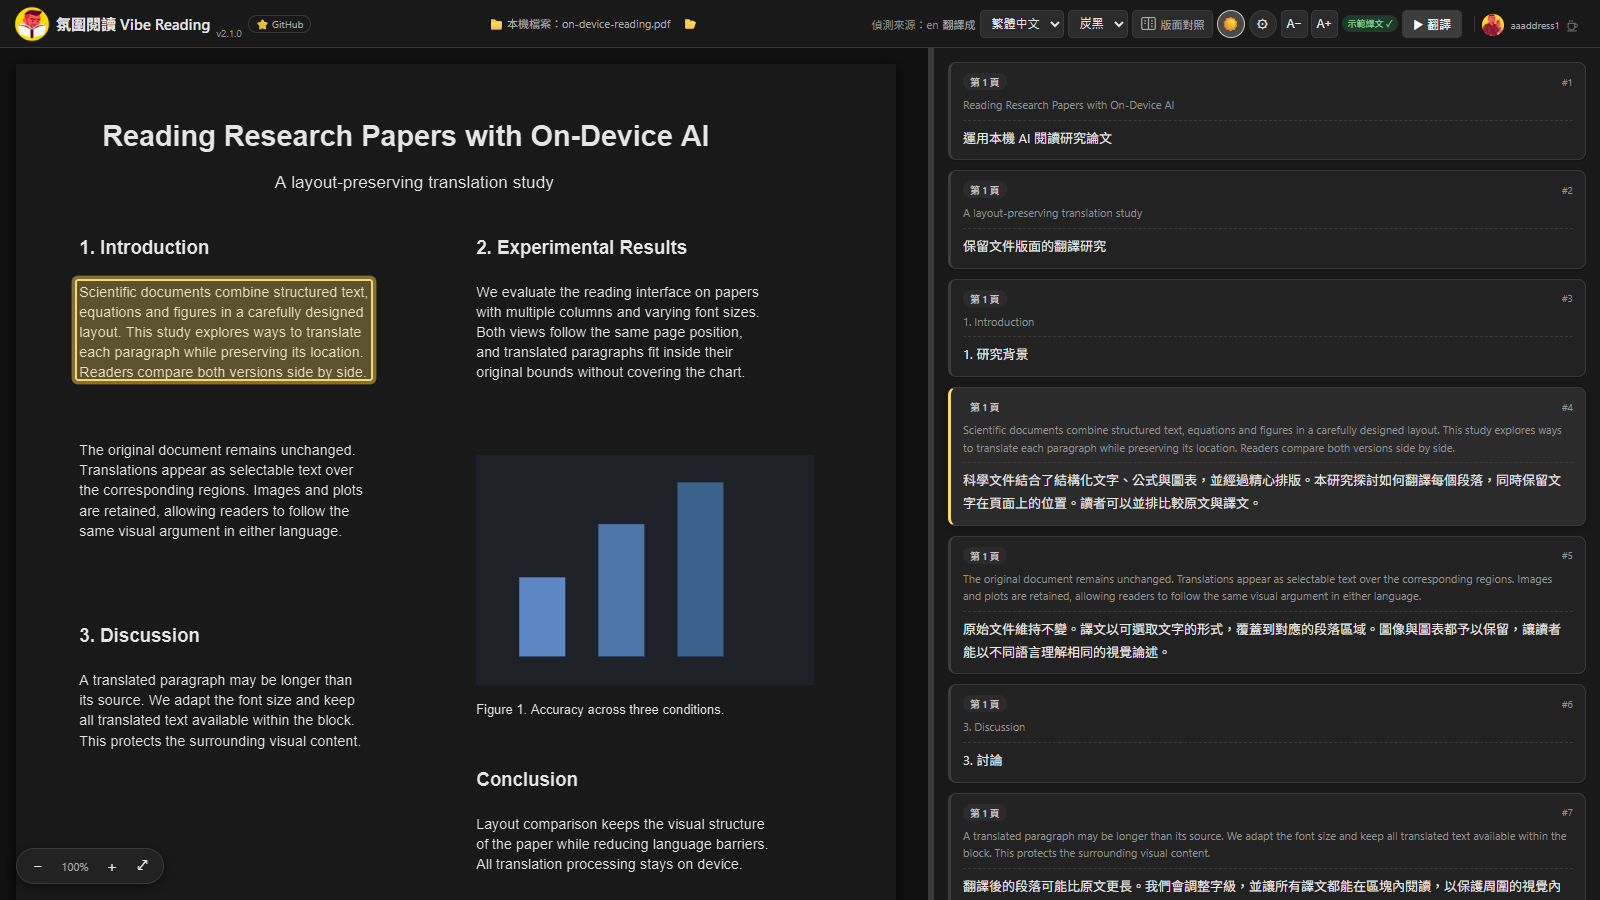 氛圍閱讀 Vibe Reading v2.1.0 GitHub
本機檔案：on-device-reading.pdf
偵測來源：en 翻譯成 繁體中文 炭黑 版面對照 A− A+ 示範譯文 ✓ ▶ 翻譯 aaaddress1
Reading Research Papers with On-Device AI
A layout-preserving translation study
1. Introduction
Scientific documents combine structured text,
equations and figures in a carefully designed
layout. This study explores ways to translate
each paragraph while preserving its location.
Readers compare both versions side by side.
The original document remains unchanged.
Translations appear as selectable text over
the corresponding regions. Images and plots
are retained, allowing readers to follow the
same visual argument in either language.
3. Discussion
A translated paragraph may be longer than
its source. We adapt the font size and keep
all translated text available within the block.
This protects the surrounding visual content.
2. Experimental Results
We evaluate the reading interface on papers
with multiple columns and varying font sizes.
Both views follow the same page position,
and translated paragraphs fit inside their
original bounds without covering the chart.
Figure 1. Accuracy across three conditions.
Conclusion
Layout comparison keeps the visual structure
of the paper while reducing language barriers.
All translation processing stays on device.
− 100% +
第 1 頁 #1
Reading Research Papers with On-Device AI
運用本機 AI 閱讀研究論文
第 1 頁 #2
A layout-preserving translation study
保留文件版面的翻譯研究
第 1 頁 #3
1. Introduction
1. 研究背景
第 1 頁 #4
Scientific documents combine structured text, equations and figures in a carefully designed layout. This study explores ways
to translate each paragraph while preserving its location. Readers compare both versions side by side.
科學文件結合了結構化文字、公式與圖表，並經過精心排版。本研究探討如何翻譯每個段落，同時保留文
字在頁面上的位置。讀者可以並排比較原文與譯文。
第 1 頁 #5
The original document remains unchanged. Translations appear as selectable text over the corresponding regions. Images
and plots are retained, allowing readers to follow the same visual argument in either language.
原始文件維持不變。譯文以可選取文字的形式，覆蓋到對應的段落區域。圖像與圖表都予以保留，讓讀者
能以不同語言理解相同的視覺論述。
第 1 頁 #6
3. Discussion
3. 討論
第 1 頁 #7
A translated paragraph may be longer than its source. We adapt the font size and keep all translated text available within the
block. This protects the surrounding visual content.
翻譯後的段落可能比原文更長。我們會調整字級，並讓所有譯文都能在區塊內閱讀，以保護周圍的視覺內